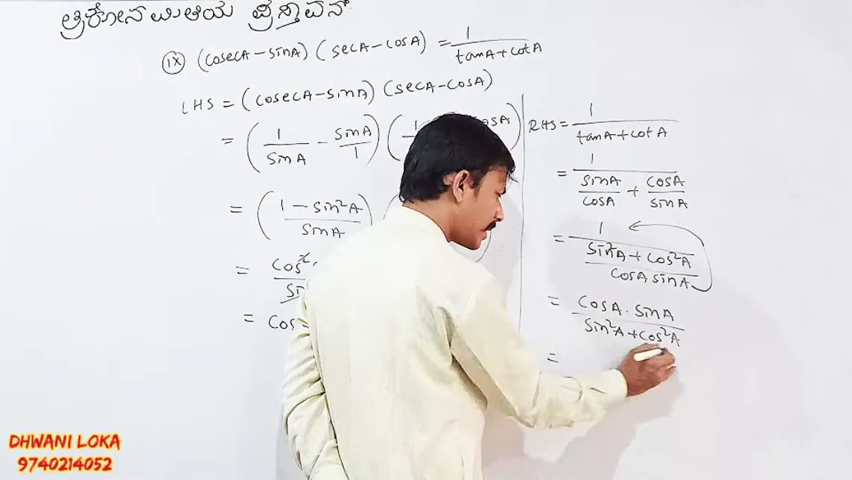 ತ್ರಿಕೋನ ಮಿತಿಯ ಪ್ರಸ್ತಾವನೆ
ix (cosecA - sinA) (secA - cosA) = 1 / tanA + cotA
LHS = (cosecA - sinA) (secA - cosA)
= (1 / sinA - sinA / 1) (
= (1 - sin²A / sinA) (
= cos²
= cos
RHS = 1 / tanA + cotA
= 1 / sinA / cosA + cosA / sinA
= 1 / sin²A + cos²A / cosA sinA
= cosA . sinA / sin²A + cos²A
=
DHWANI LOKA
9740214052